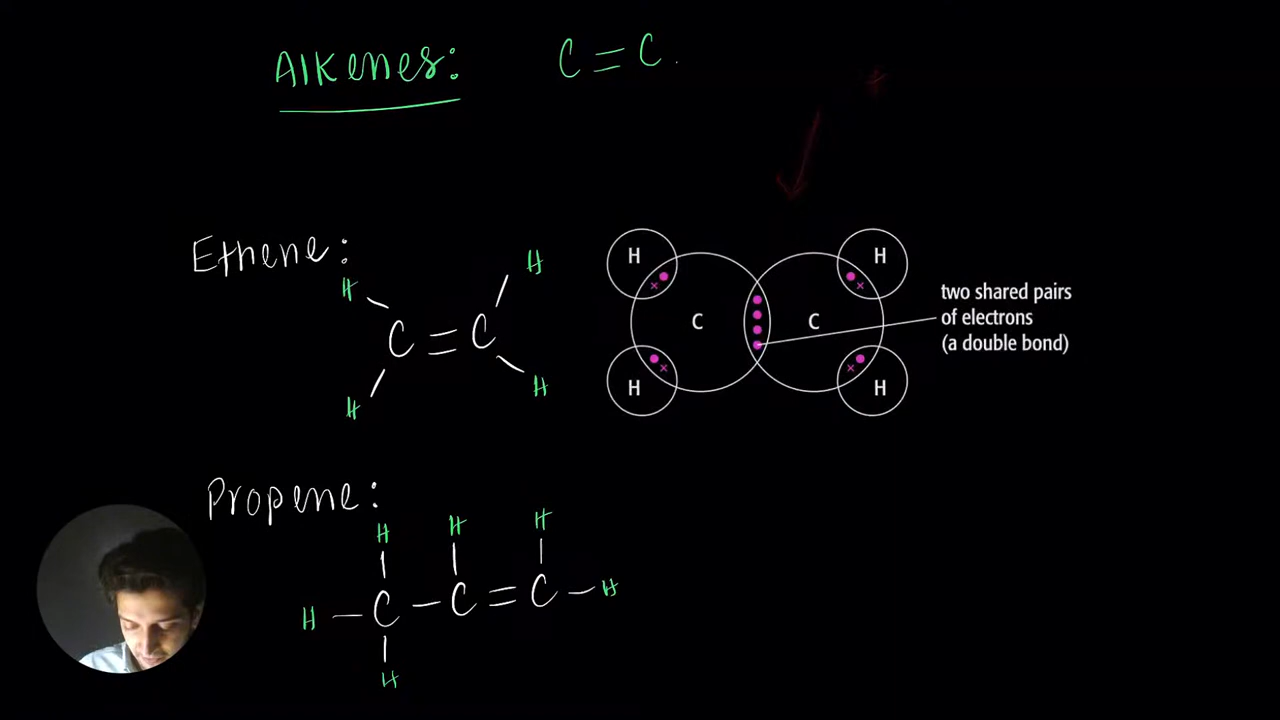 Alkenes: C=C.
Ethene:
H H
C=C
H H
H H
C C
H H
two shared pairs
of electrons
(a double bond)
Propene:
H H H
H-C-C=C-H
H